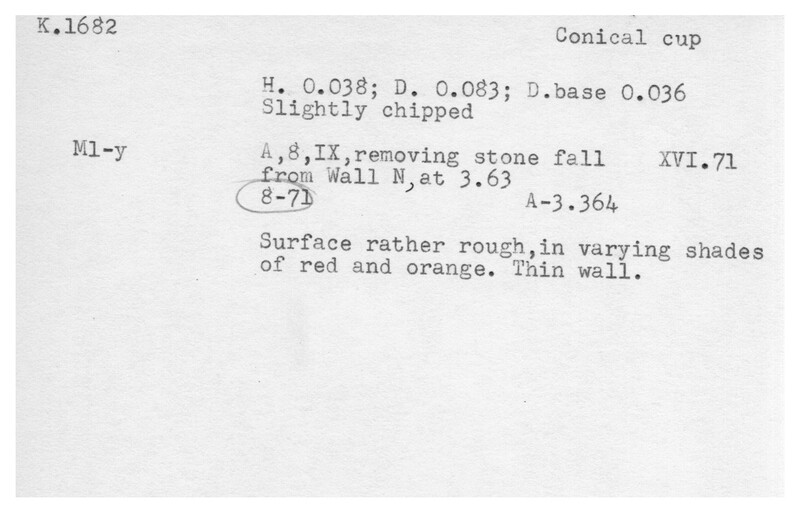 K.1682
Conical cup
H. 0.038; D. 0.083; D.base 0.036
Slightly chipped
Ml-y
A,8,IX,removing stone fall XVI.71
from Wall N,at 3.63
8-71 A-3.364
Surface rather rough,in varying shades
of red and orange. Thin wall.